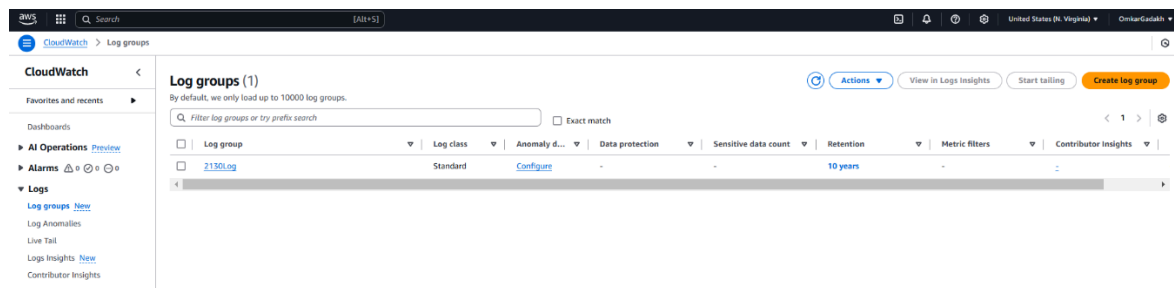 aws Search [Alt+S] United States (N. Virginia) OmkarGadakh
CloudWatch > Log groups
CloudWatch
Favorites and recents
Dashboards
AI Operations Preview
Alarms 0 0 0
Logs
Log groups New
Log Anomalies
Live Tail
Logs Insights New
Contributor Insights
Log groups (1)
Actions View in Logs Insights Start tailing Create log group
By default, we only load up to 10000 log groups.
Filter log groups or try prefix search Exact match 1
Log group Log class Anomaly d... Data protection Sensitive data count Retention Metric filters Contributor Insights
2130Log Standard Configure - - 10 years - -